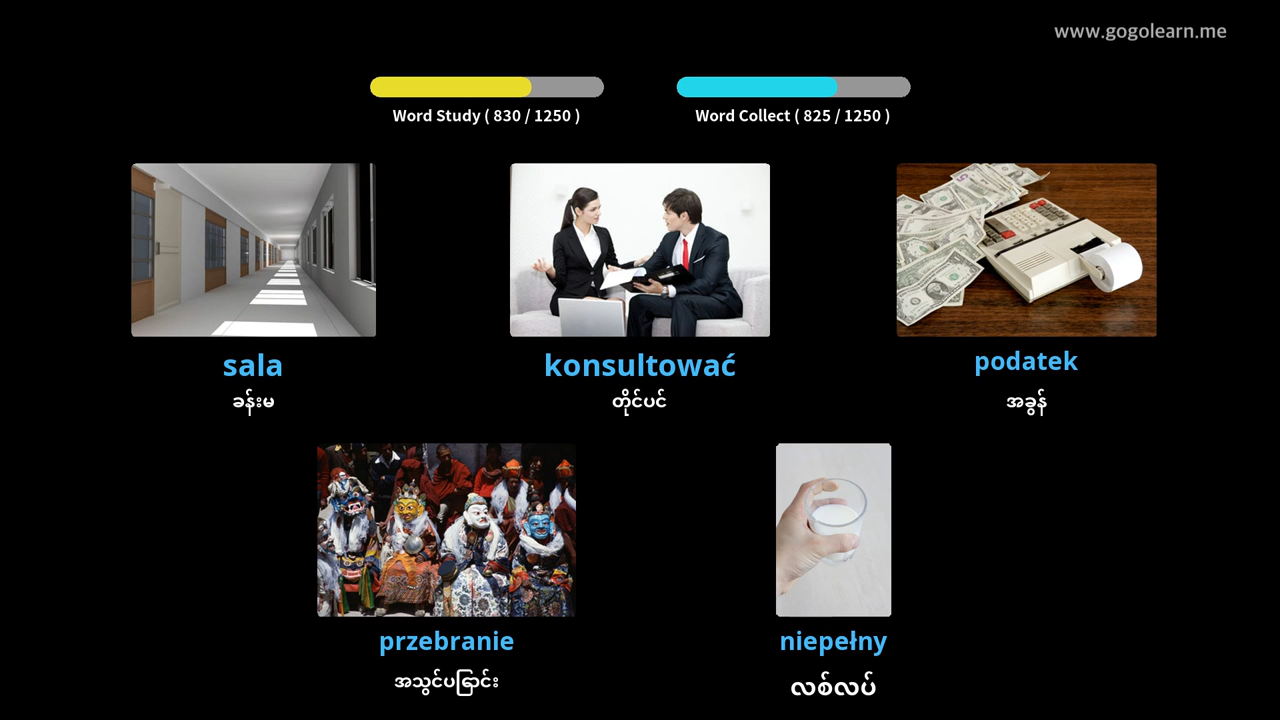 www.gogolearn.me
Word Study ( 830 / 1250 )
Word Collect ( 825 / 1250 )
sala
konsultować
podatek
ခန်းမ
တိုင်ပင်
အခွန်
przebranie
niepełny
အသွင်ပခြာင်း
လစ်လပ်